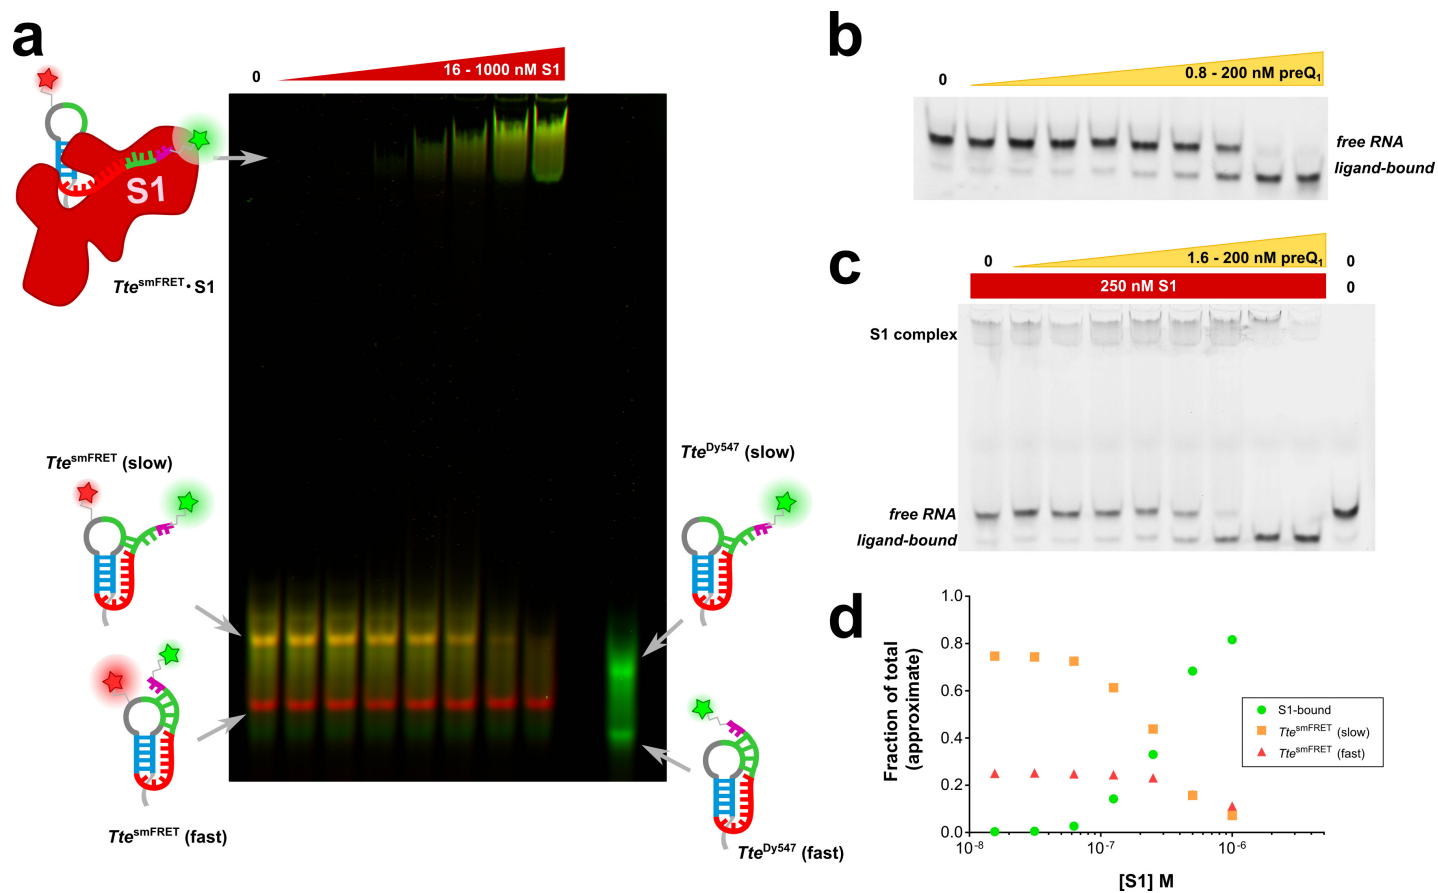 a
0
16 - 1000 nM S1
S1
Tte^smFRET • S1
Tte^smFRET (slow)
Tte^smFRET (fast)
Tte^Dy547 (slow)
Tte^Dy547 (fast)
b
0
0.8 - 200 nM preQ₁
free RNA
ligand-bound
c
0
1.6 - 200 nM preQ₁
0
250 nM S1
0
S1 complex
free RNA
ligand-bound
d
Fraction of total
(approximate)
1.0
0.8
0.6
0.4
0.2
0.0
10^-8
10^-7
10^-6
[S1] M
S1-bound
Tte^smFRET (slow)
Tte^smFRET (fast)